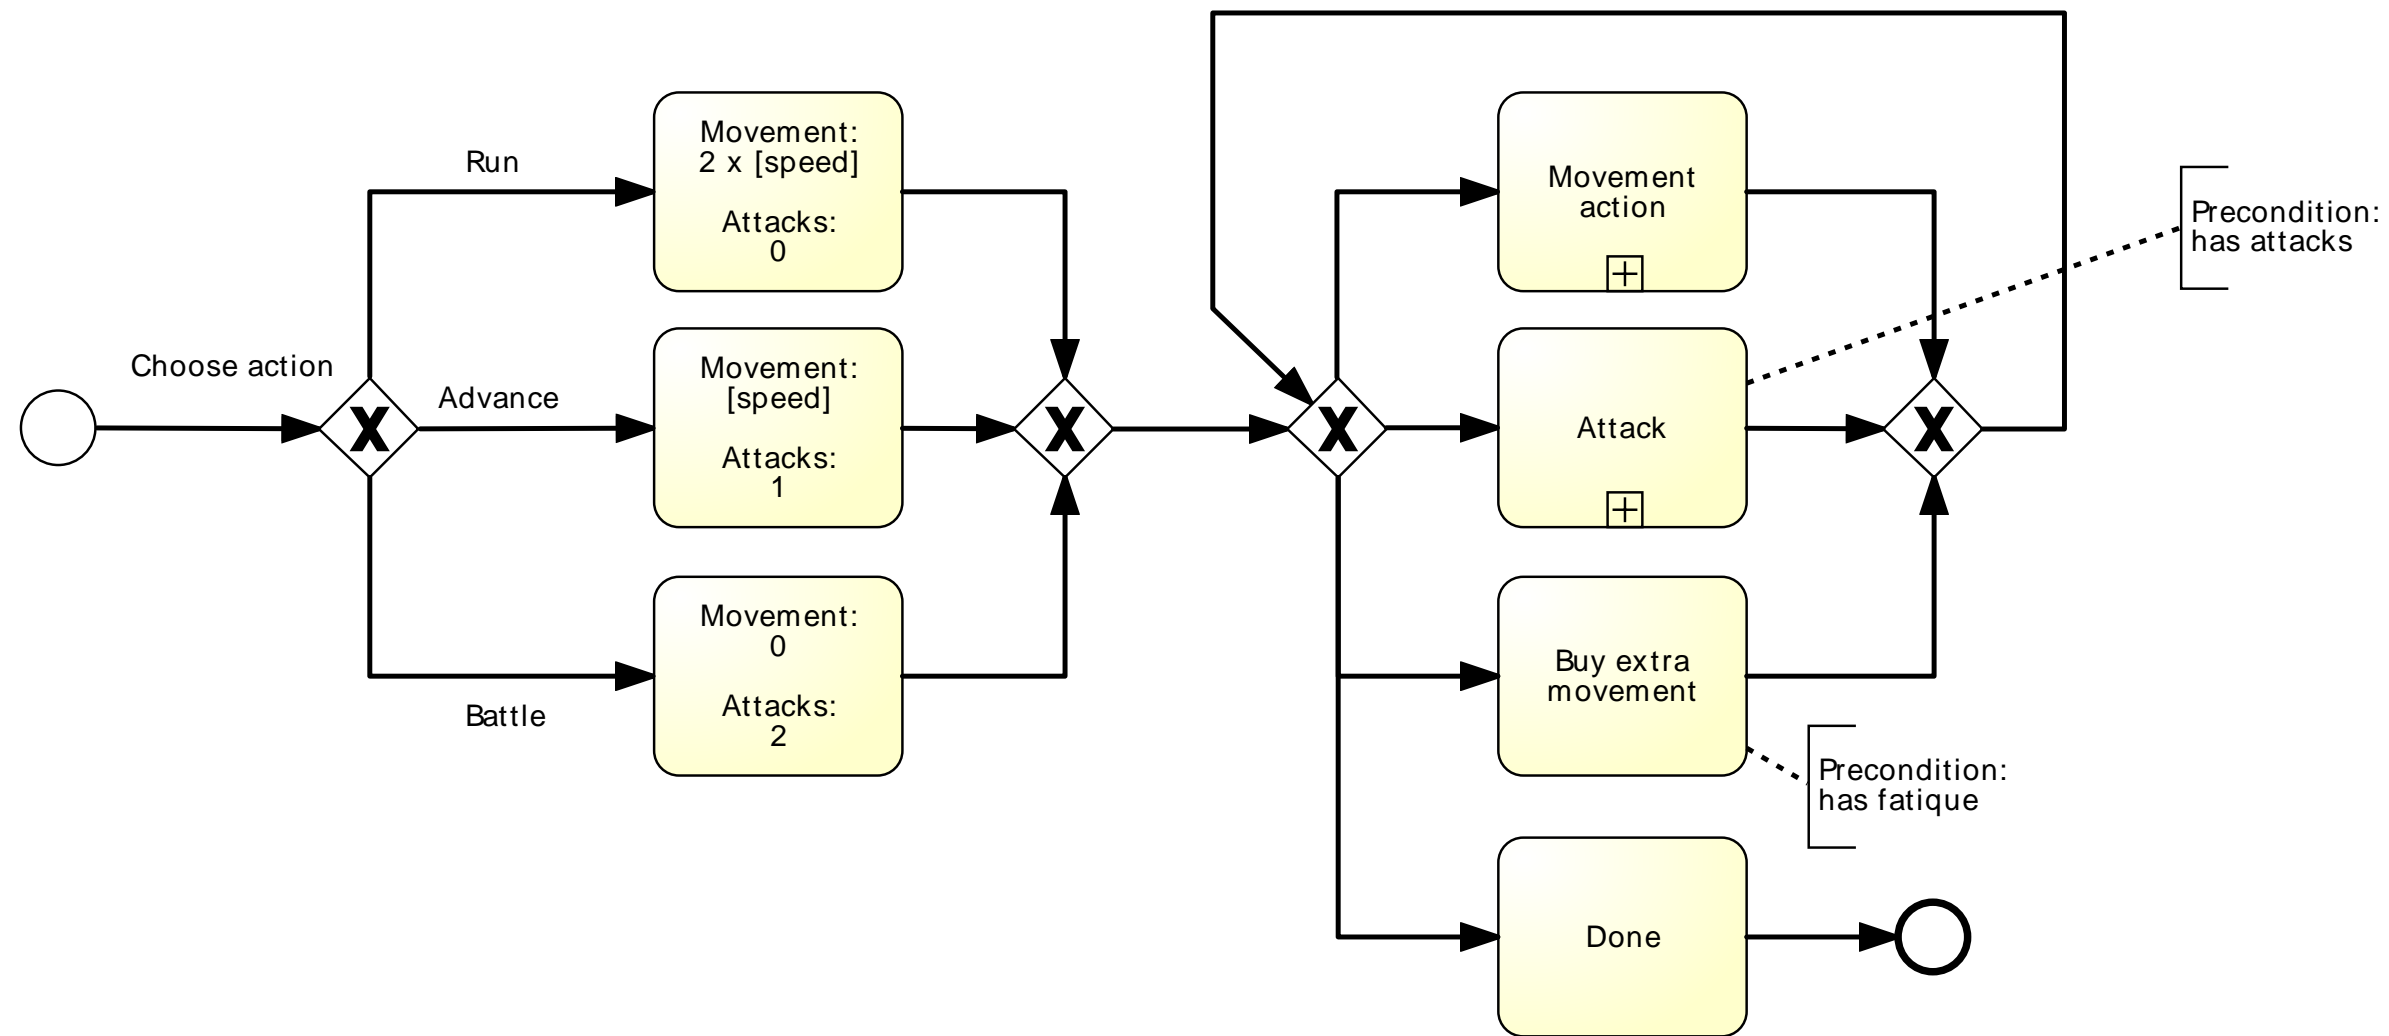 Choose action
Run
Movement:
2 x [speed]
Attacks:
0
Advance
Movement:
[speed]
Attacks:
1
Battle
Movement:
0
Attacks:
2
Movement
action
Attack
Precondition:
has attacks
Buy extra
movement
Precondition:
has fatique
Done